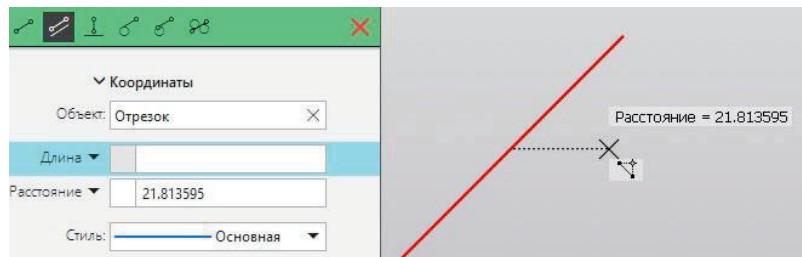 Координаты
Объект: Отрезок
Длина
Расстояние 21.813595
Стиль: Основная
Расстояние = 21.813595